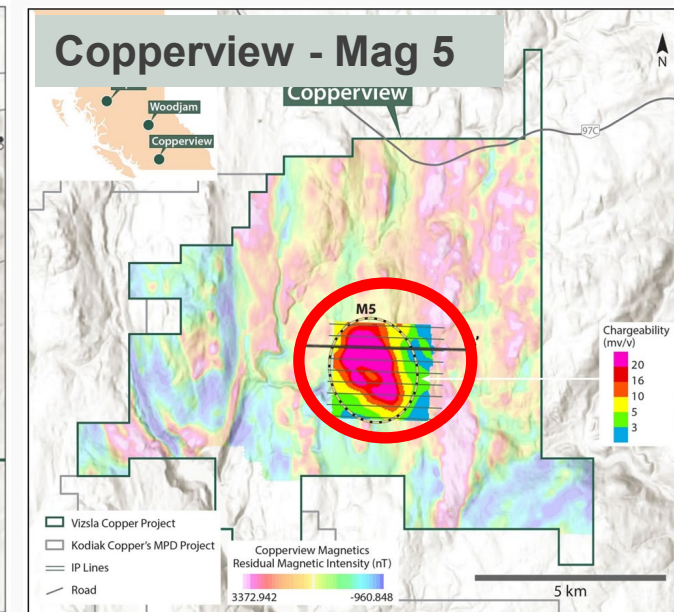 Copperview - Mag 5
N
Woodjam
Copperview
Copperview
97C
M5
Chargeability
(mv/v)
20
16
10
5
3
Vizsla Copper Project
Kodiak Copper's MPD Project
IP Lines
Road
Copperview Magnetics
Residual Magnetic Intensity (nT)
3372.942
-960.848
5 km